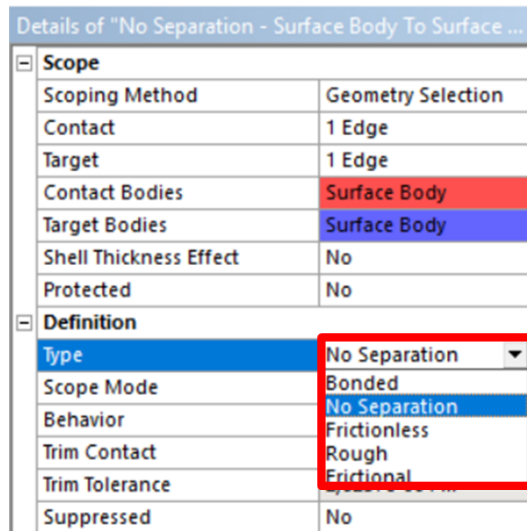 Details of "No Separation - Surface Body To Surface ...
Scope
Scoping Method Geometry Selection
Contact 1 Edge
Target 1 Edge
Contact Bodies Surface Body
Target Bodies Surface Body
Shell Thickness Effect No
Protected No
Definition
Type No Separation
Scope Mode Bonded
No Separation
Behavior Frictionless
Trim Contact Rough
Trim Tolerance Frictional
Suppressed No